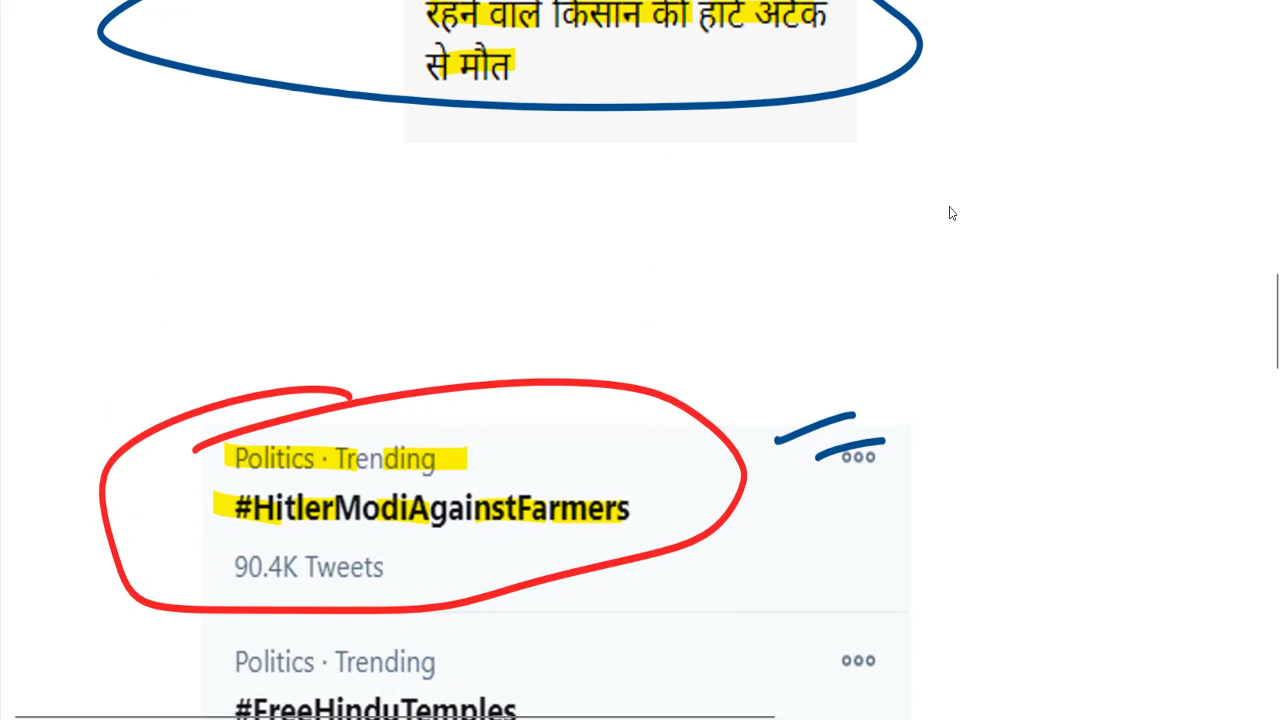 रहने वाले किसान की हार्ट अटैक
से मौत
Politics · Trending
#HitlerModiAgainstFarmers
90.4K Tweets
Politics · Trending
#FreeHinduTemples